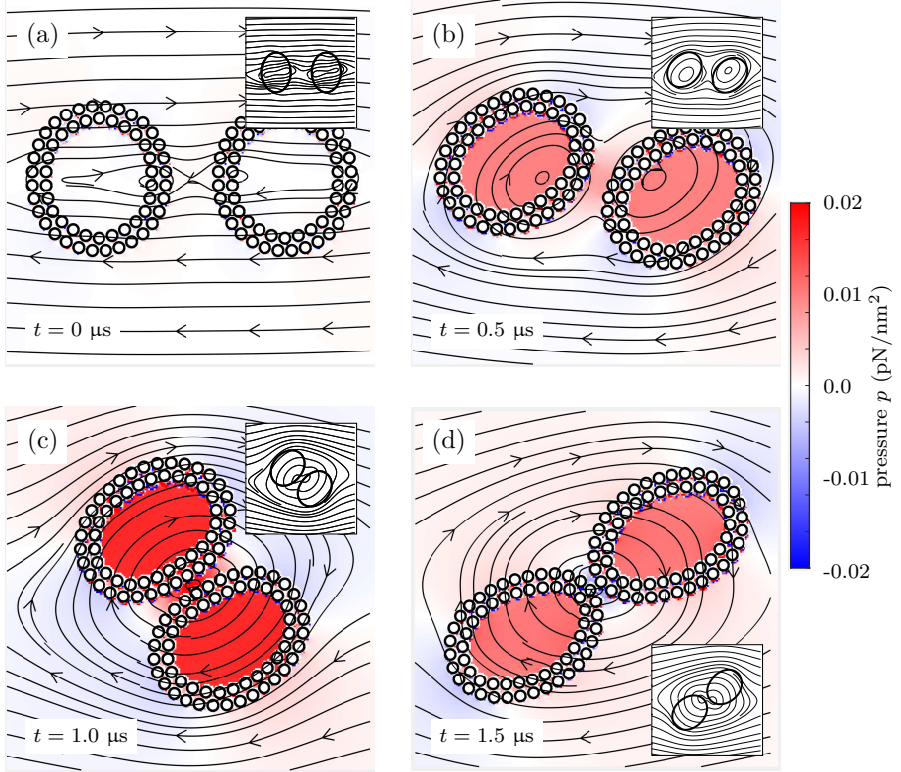 (a)
(b)
t = 0 μs
t = 0.5 μs
(c)
(d)
t = 1.0 μs
t = 1.5 μs
0.02
0.01
0.0
-0.01
-0.02
pressure p (pN/nm²)